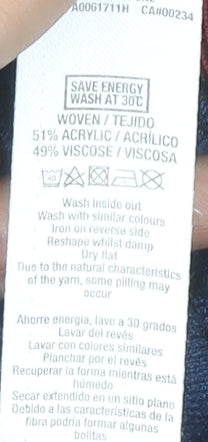 A0061711H CA#00234
SAVE ENERGY
WASH AT 30C
WOVEN / TEJIDO
51% ACRYLIC / ACRÍLICO
49% VISCOSE / VISCOSA
40
Wash inside out
Wash with similar colours
Iron on reverse side
Reshape whilst damp
Dry flat
Due to the natural characteristics
of the yarn, some pilling may
occur
Ahorre energía, lave a 30 grados
Lavar del revés
Lavar con colores similares
Planchar por el revés
Recuperar la forma mientras está
húmedo
Secar extendido en un sitio plano
Debido a las características de la
fibra podría formar algunas
bolitas